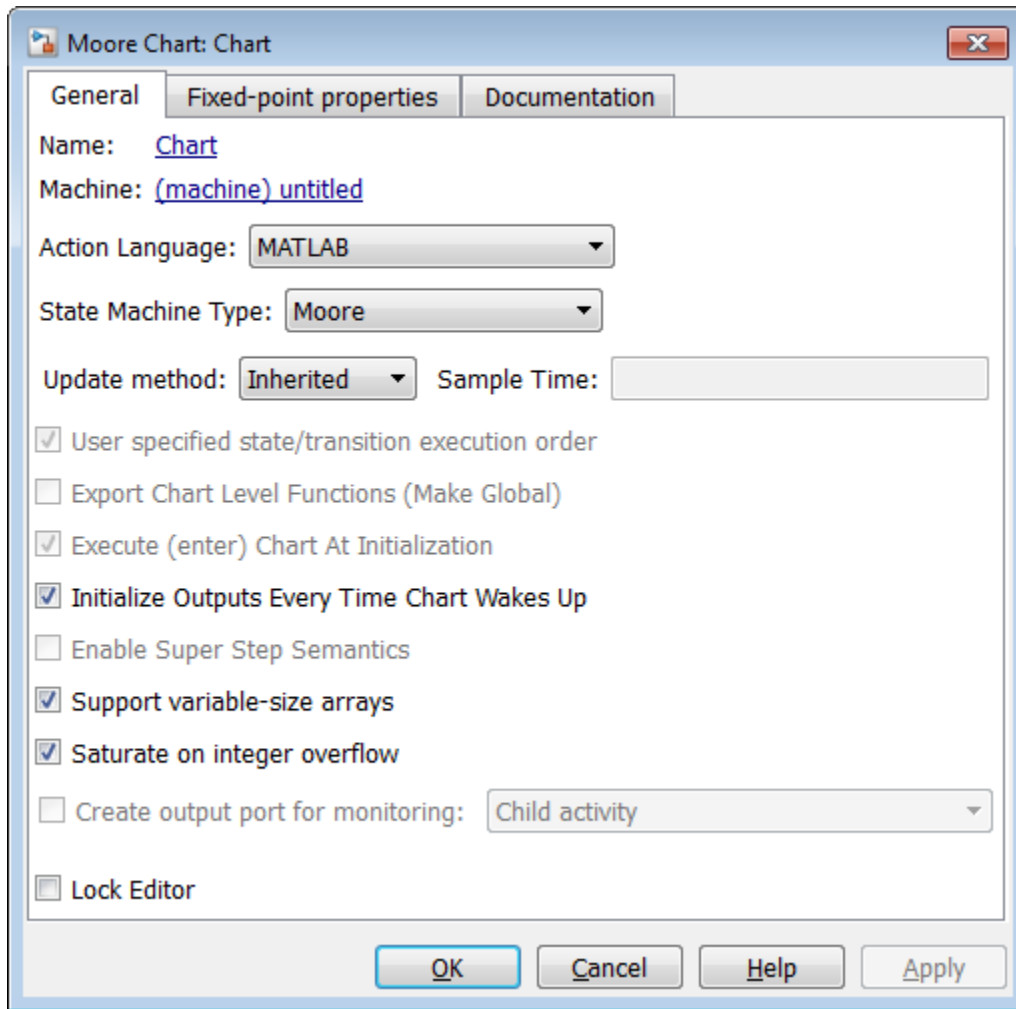 Moore Chart: Chart
General Fixed-point properties Documentation
Name: Chart
Machine: (machine) untitled
Action Language: MATLAB
State Machine Type: Moore
Update method: Inherited Sample Time:
User specified state/transition execution order
Export Chart Level Functions (Make Global)
Execute (enter) Chart At Initialization
Initialize Outputs Every Time Chart Wakes Up
Enable Super Step Semantics
Support variable-size arrays
Saturate on integer overflow
Create output port for monitoring: Child activity
Lock Editor
OK Cancel Help Apply